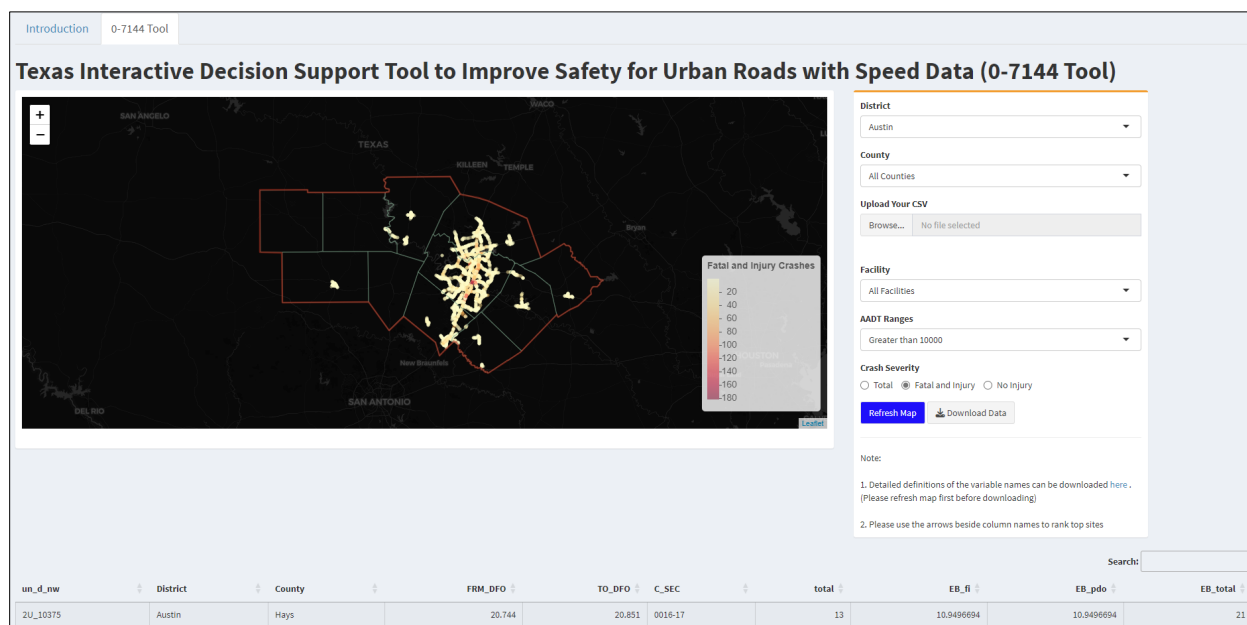 Introduction
0-7144 Tool
Texas Interactive Decision Support Tool to Improve Safety for Urban Roads with Speed Data (0-7144 Tool)
+
−
SAN ANGELO
WACO
TEXAS
KILLEEN
TEMPLE
Bryan
New Braunfels
HOUSTON
SAN ANTONIO
DEL RIO
Fatal and Injury Crashes
- 20
- 40
- 60
- 80
-100
-120
-140
-160
-180
Leaflet
District
Austin
County
All Counties
Upload Your CSV
Browse... No file selected
Facility
All Facilities
AADT Ranges
Greater than 10000
Crash Severity
Total Fatal and Injury No Injury
Refresh Map Download Data
Note:
1. Detailed definitions of the variable names can be downloaded here .
(Please refresh map first before downloading)
2. Please use the arrows beside column names to rank top sites
Search:
un_d_nw District County FRM_DFO TO_DFO C_SEC total EB_fi EB_pdo EB_total
2U_10375 Austin Hays 20.744 20.851 0016-17 13 10.9496694 10.9496694 21